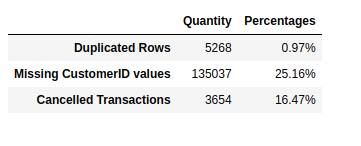 Quantity Percentages
Duplicated Rows 5268 0.97%
Missing CustomerID values 135037 25.16%
Cancelled Transactions 3654 16.47%